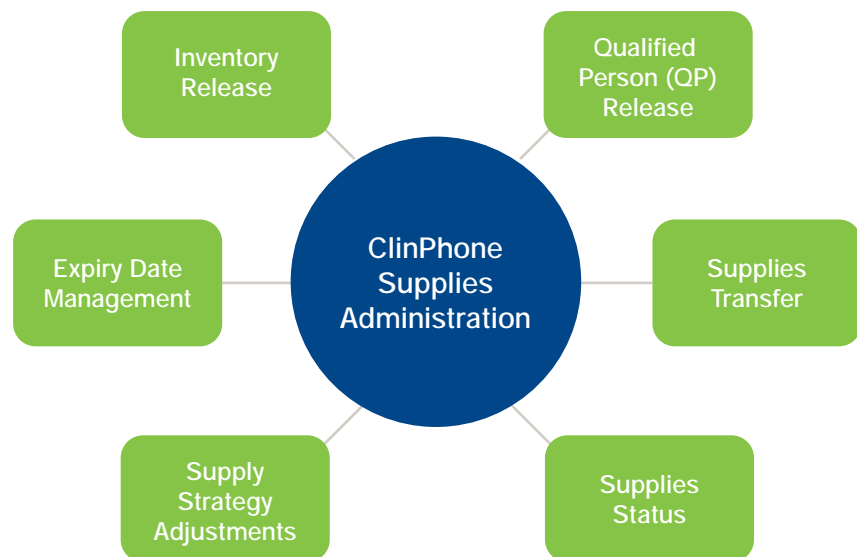 Inventory
Release
Qualified
Person (QP)
Release
ClinPhone
Supplies
Administration
Expiry Date
Management
Supplies
Transfer
Supply
Strategy
Adjustments
Supplies
Status